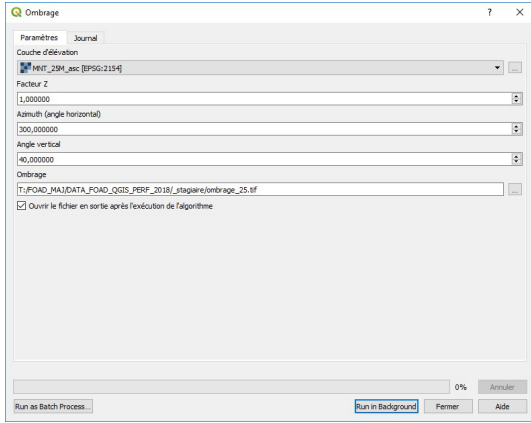 Ombrage
Paramètres Journal
Couche d'élévation
MNT_25M_asc [EPSG:2154]
...
Facteur Z
1,000000
Azimuth (angle horizontal)
300,000000
Angle vertical
40,000000
Ombrage
T:/FOAD_MAJ/DATA_FOAD_QGIS_PERF_2018/_stagiaire/ombrage_25.tif
...
Ouvrir le fichier en sortie après l'exécution de l'algorithme
0% Annuler
Run as Batch Process... Run in Background Fermer Aide